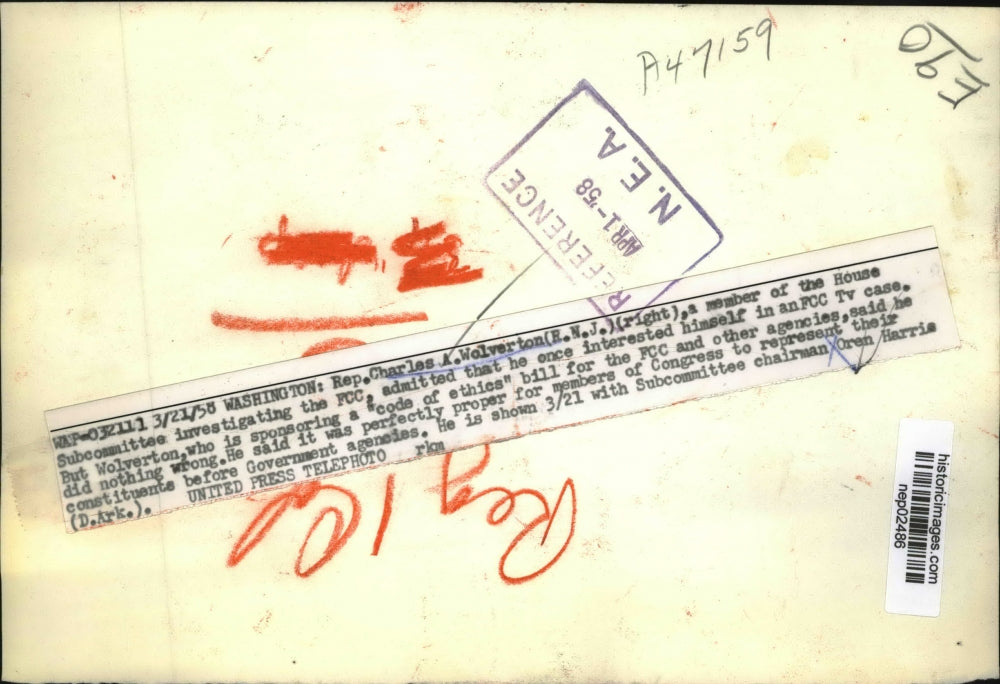 A47159
E90
REFERENCE
APR 1-'58
N. E. A.
WAP-032111 3/21/58 WASHINGTON: Rep.Charles A.Wolverton(R.N.J.)(right),a member of the House
Subcommittee investigating the FCC, admitted that he once interested himself in anFCC Tv case.
But Wolverton,who is sponsoring a "code of ethics" bill for the FCC and other agencies,said he
did nothing wrong.He said it was perfectly proper for members of Congress to represent their
constituents before Government agencies. He is shown 3/21 with Subcommittee chairman Oren Harris
(D.Ark.). UNITED PRESS TELEPHOTO rkm
Reg
historicimages.com
nep02486